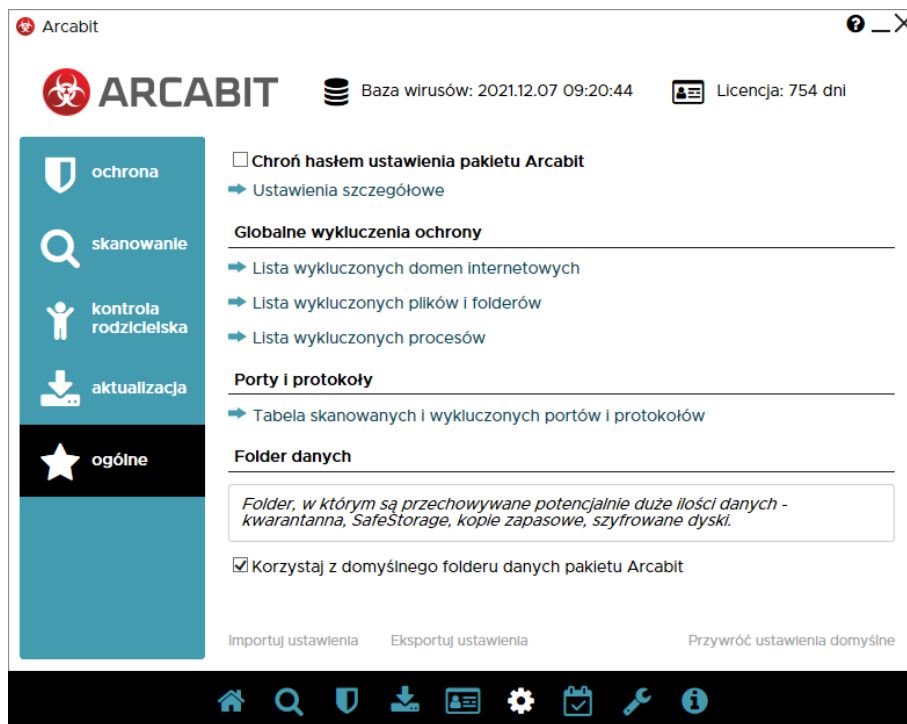 Arcabit
ARCABIT
Baza wirusów: 2021.12.07 09:20:44
Licencja: 754 dni
ochrona
skanowanie
kontrola
rodzicielska
aktualizacja
ogólne
Chroń hasłem ustawienia pakietu Arcabit
Ustawienia szczegółowe
Globalne wykluczenia ochrony
Lista wykluczonych domen internetowych
Lista wykluczonych plików i folderów
Lista wykluczonych procesów
Porty i protokoły
Tabela skanowanych i wykluczonych portów i protokołów
Folder danych
Folder, w którym są przechowywane potencjalnie duże ilości danych -
kwarantanna, SafeStorage, kopie zapasowe, szyfrowane dyski.
Korzystaj z domyślnego folderu danych pakietu Arcabit
Importuj ustawienia
Eksportuj ustawienia
Przywróć ustawienia domyślne